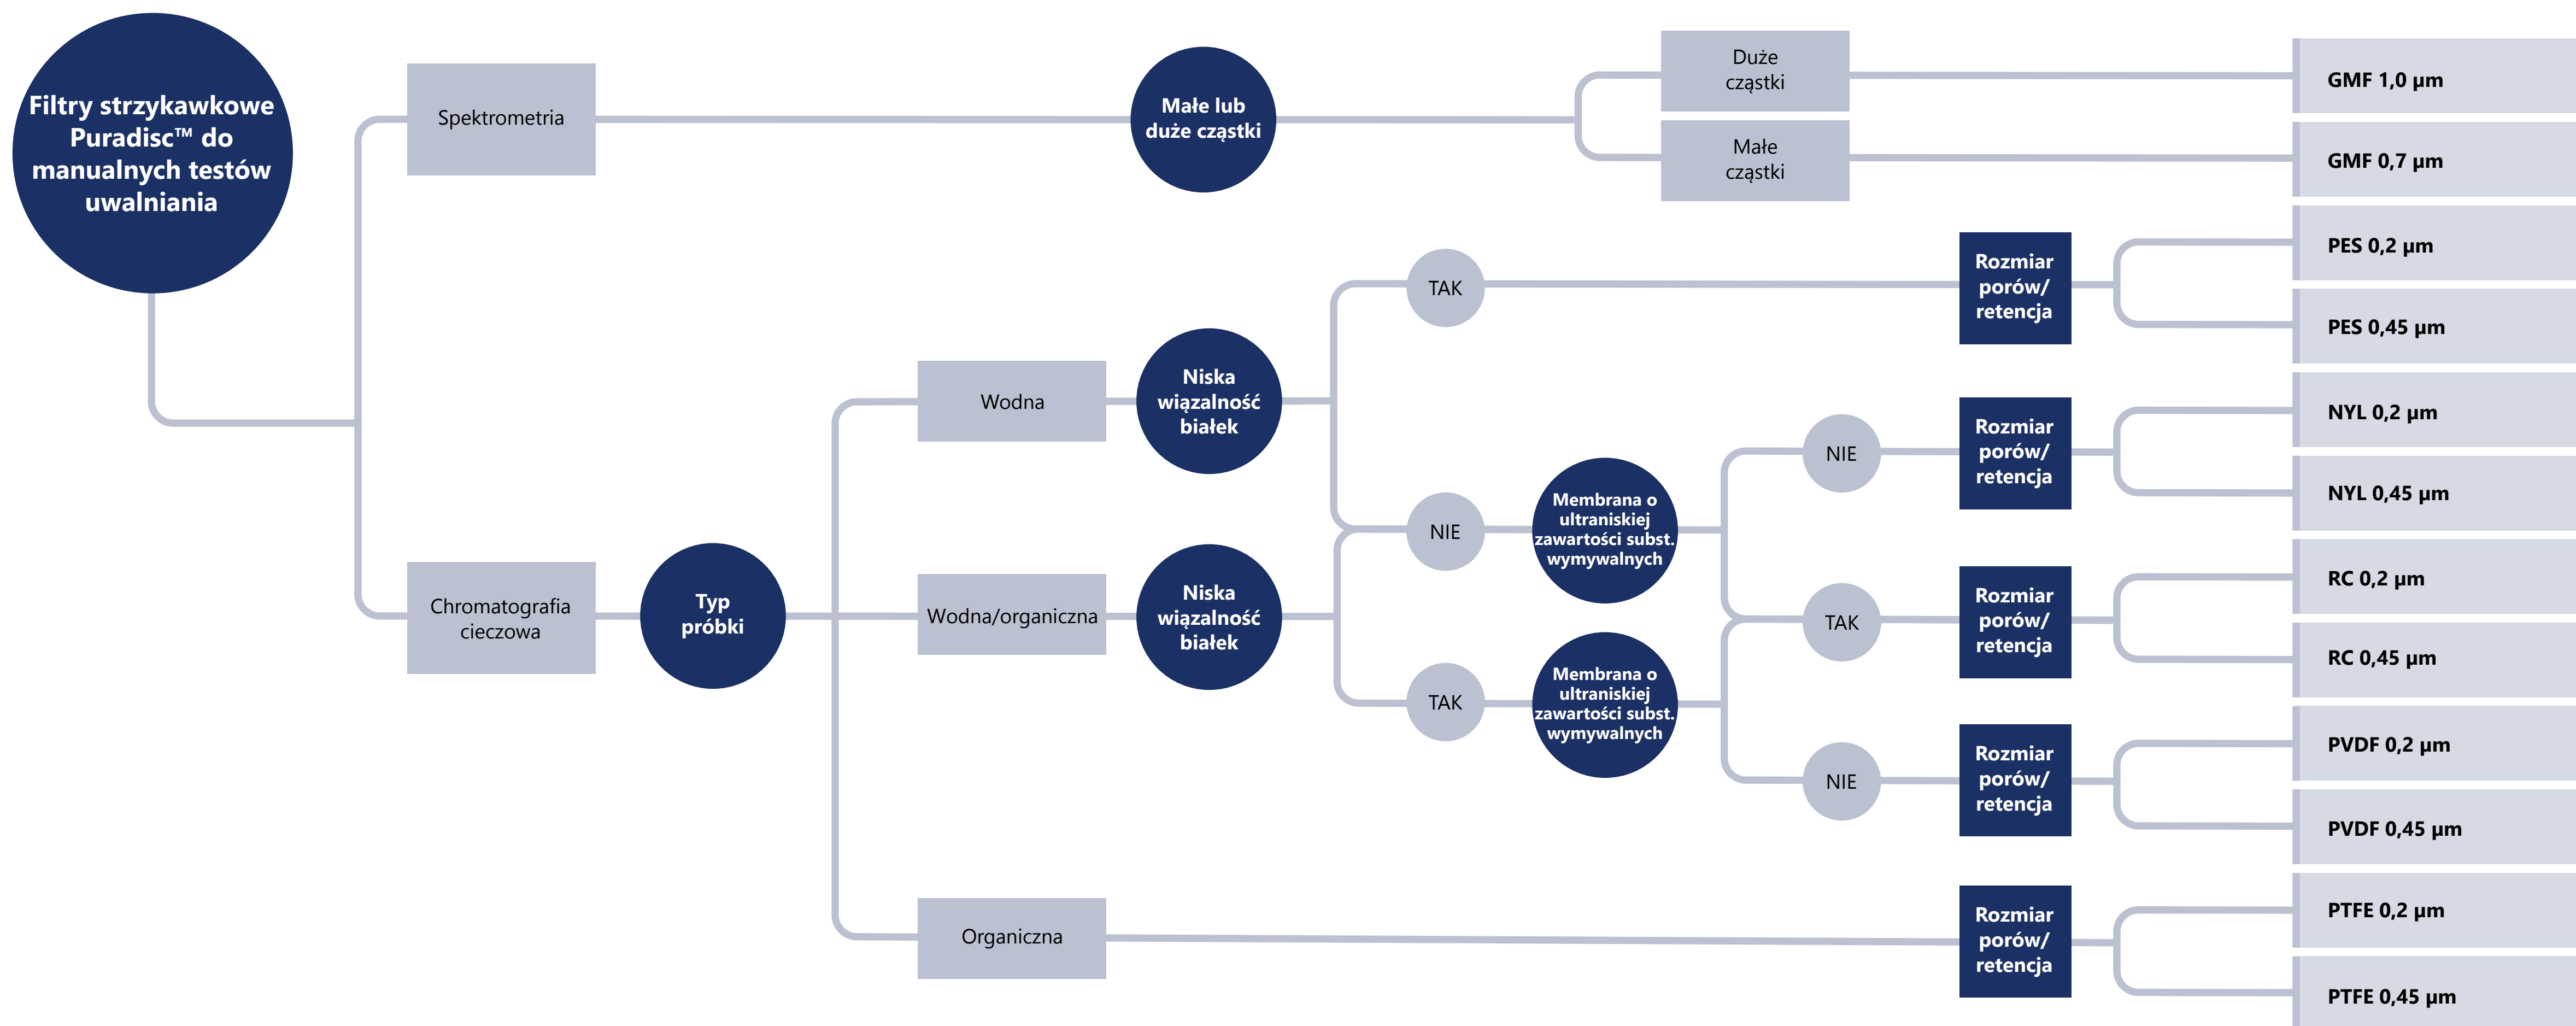 Filtry strzykawkowe
Puradisc™ do
manualnych testów
uwalniania
Spektrometria
Małe lub
duże cząstki
Duże
cząstki
Małe
cząstki
GMF 1,0 µm
GMF 0,7 µm
Chromatografia
cieczowa
Typ
próbki
Wodna
Niska
wiązalność
białek
TAK
Rozmiar
porów/
retencja
PES 0,2 µm
PES 0,45 µm
NIE
Membrana o
ultraniskiej
zawartości subst.
wymywalnych
NIE
Rozmiar
porów/
retencja
NYL 0,2 µm
NYL 0,45 µm
Wodna/organiczna
Niska
wiązalność
białek
TAK
Membrana o
ultraniskiej
zawartości subst.
wymywalnych
TAK
Rozmiar
porów/
retencja
RC 0,2 µm
RC 0,45 µm
NIE
Rozmiar
porów/
retencja
PVDF 0,2 µm
PVDF 0,45 µm
Organiczna
Rozmiar
porów/
retencja
PTFE 0,2 µm
PTFE 0,45 µm